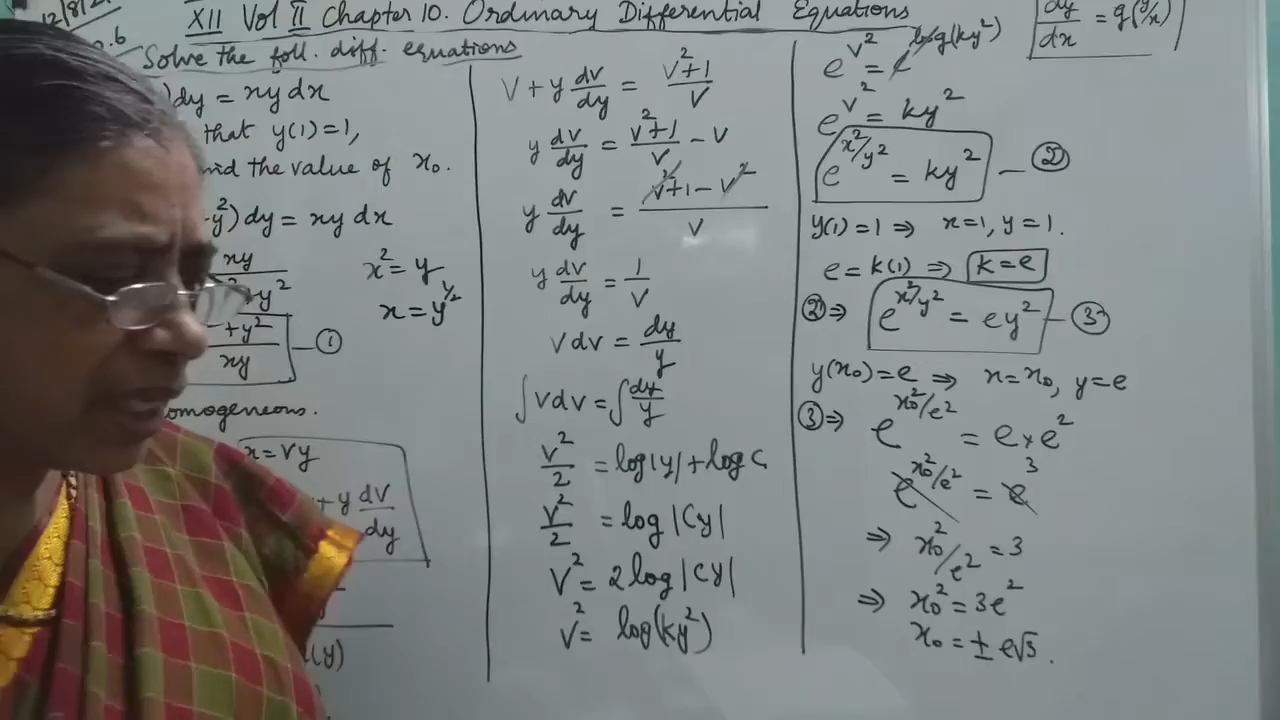 12/8/2
XII Vol II Chapter 10. Ordinary Differential Equations
.6
Solve the foll. diff. equations
)dy = xy dx
that y(1)=1,
the value of x₀.
y²)dy = xy dx
xy
y²
x² = y
x = y^½
+y²
xy
— ①
omogeneous.
x = vy
+ y dv/dy
(y)
v + y dv/dy = (v²+1)/v
y dv/dy = (v²+1)/v − v
y dv/dy = (v²+1−v²)/v
y dv/dy = 1/v
v dv = dy/y
∫v dv = ∫dy/y
v²/2 = log|y| + log C
v²/2 = log|Cy|
v² = 2 log|Cy|
v² = log(ky²)
e^v² = e^log(ky²)
e^v² = ky²
e^(x²/y²) = ky² — ②
y(1)=1 ⇒ x=1, y=1.
e = k(1) ⇒ k=e
②⇒ e^(x²/y²) = ey² — ③
y(x₀)=e ⇒ x=x₀, y=e
③⇒ e^(x₀²/e²) = e×e²
e^(x₀²/e²) = e³
⇒ x₀²/e² = 3
⇒ x₀² = 3e²
x₀ = ± e√3.
dy/dx = g(y/x)